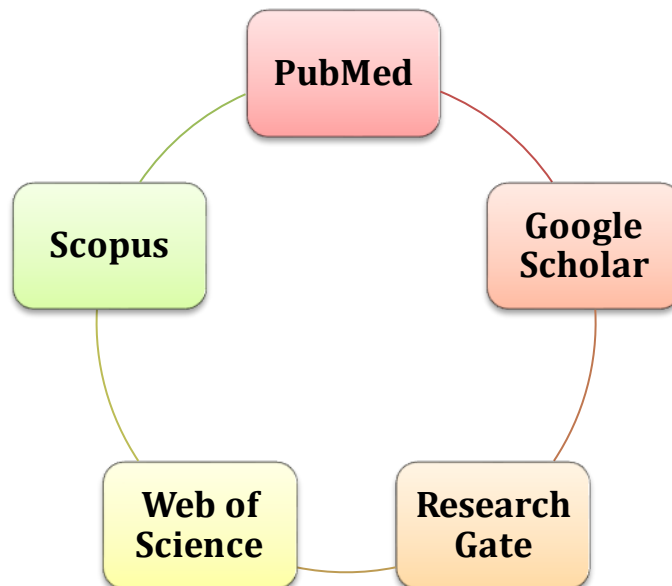 PubMed
Scopus
Google
Scholar
Web of
Science
Research
Gate